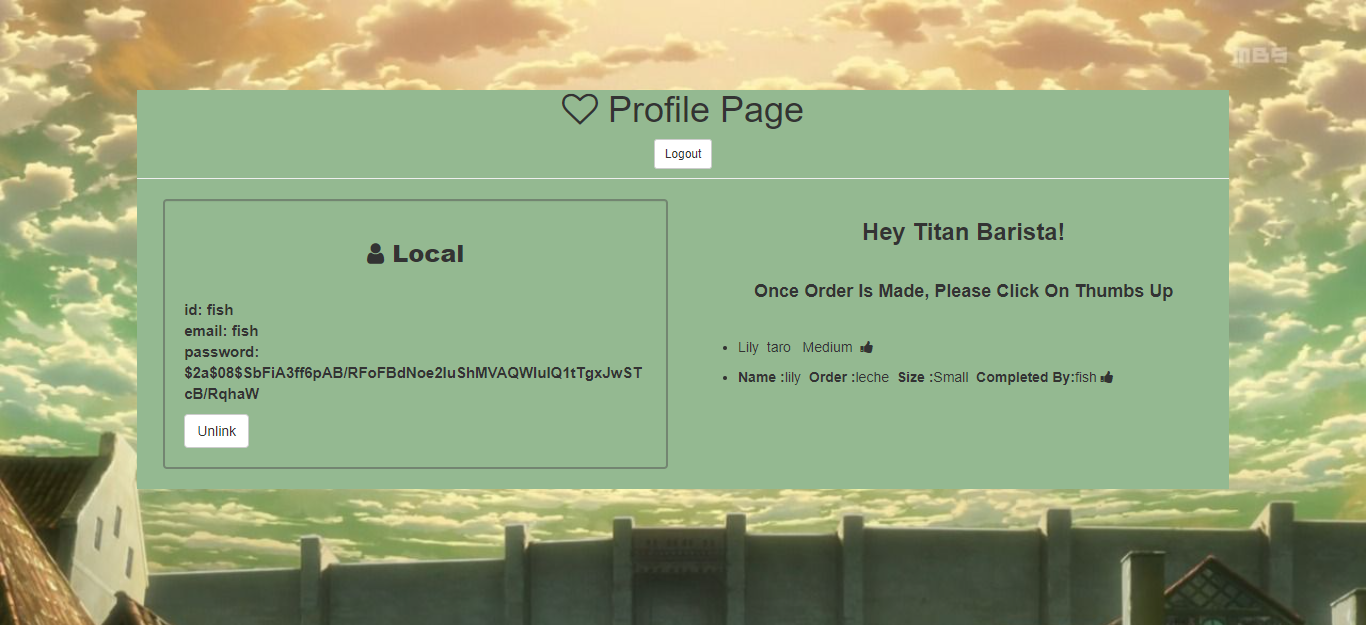 MBS
Profile Page
Logout
Local
id: fish
email: fish
password:
$2a$08$SbFiA3ff6pAB/RFoFBdNoe2IuShMVAQWIuIQ1tTgxJwST
cB/RqhaW
Unlink
Hey Titan Barista!
Once Order Is Made, Please Click On Thumbs Up
Lily taro Medium
Name :lily Order :leche Size :Small Completed By:fish